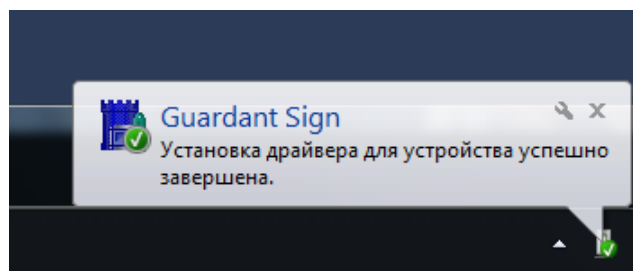 Guardant Sign
Установка драйвера для устройства успешно
завершена.